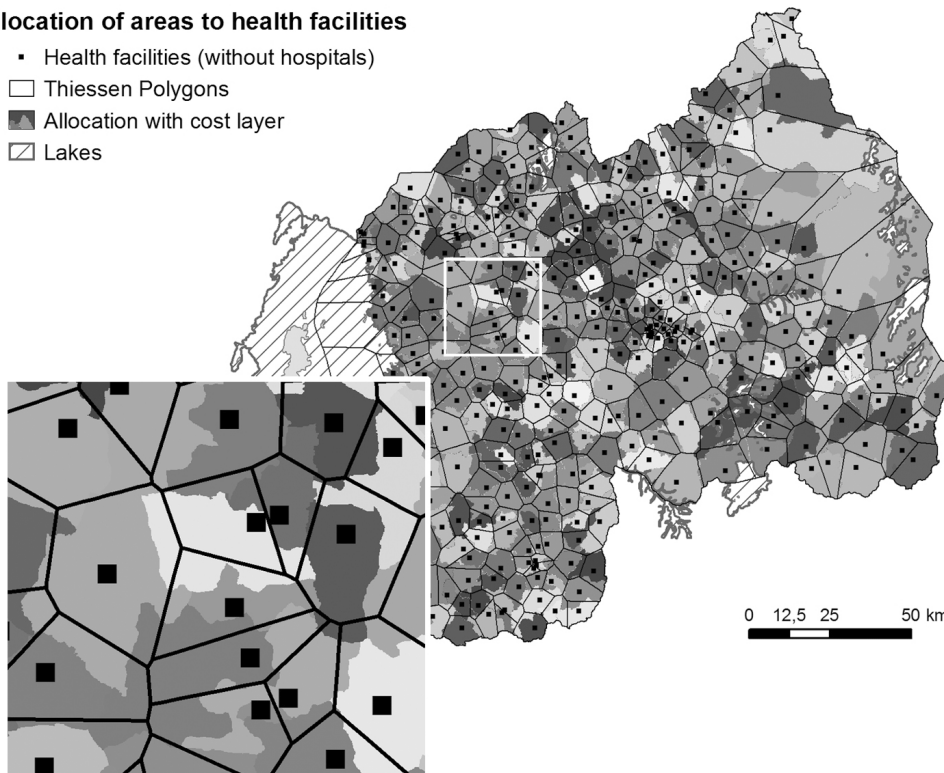 location of areas to health facilities
Health facilities (without hospitals)
Thiessen Polygons
Allocation with cost layer
Lakes
0 12,5 25 50 km